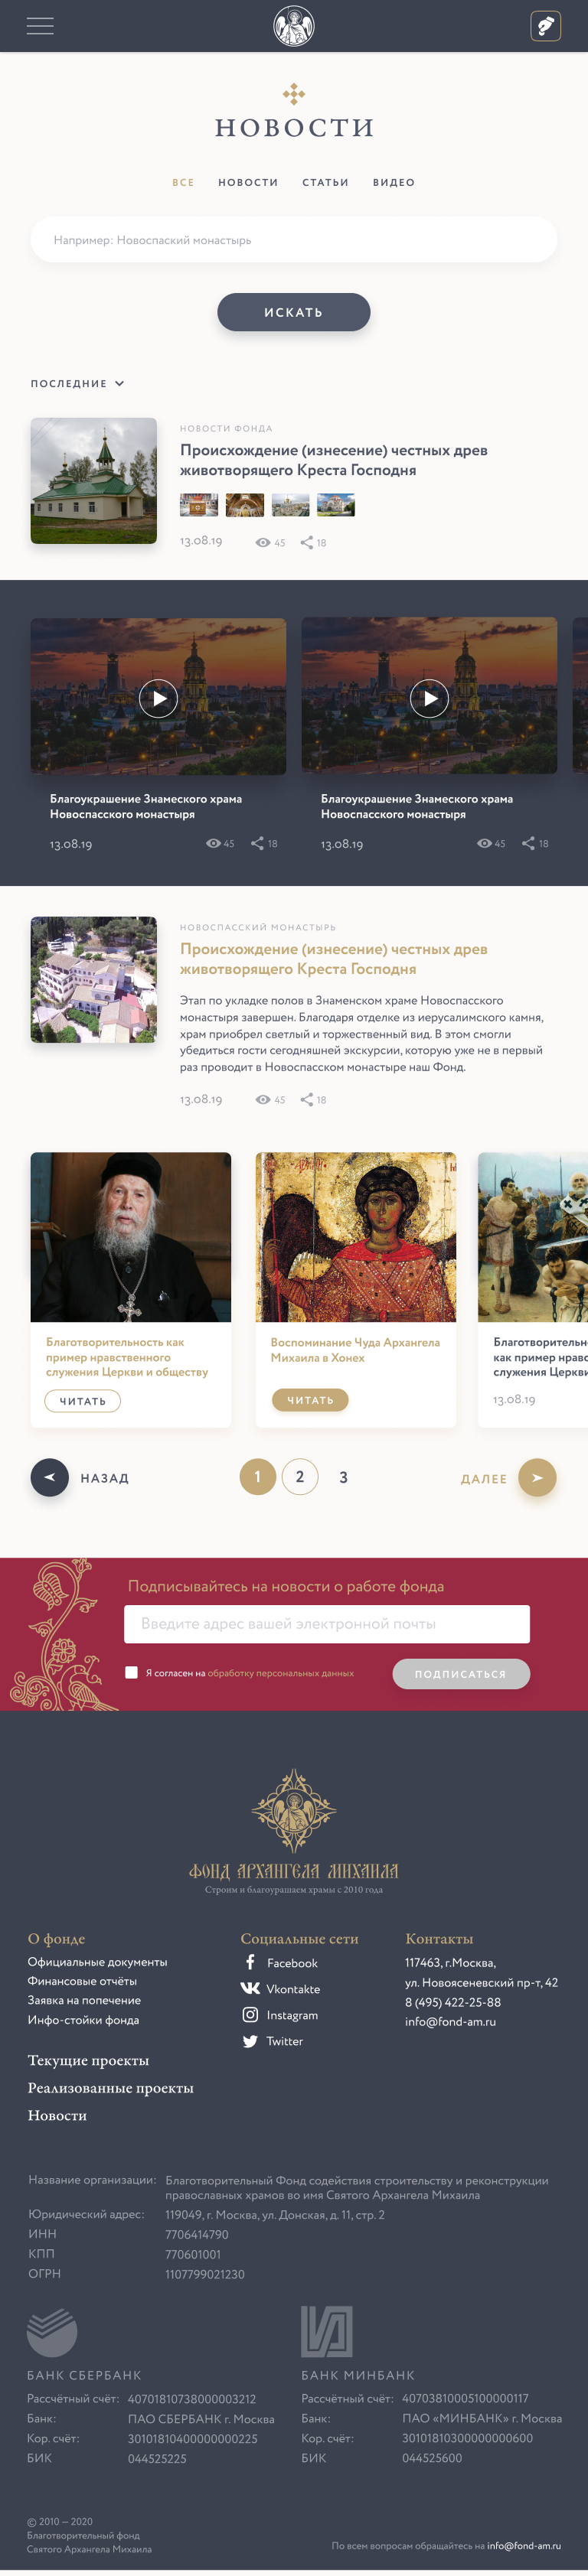 НОВОСТИ
ВСЕ НОВОСТИ СТАТЬИ ВИДЕО
Например: Новоспаский монастырь
ИСКАТЬ
ПОСЛЕДНИЕ
НОВОСТИ ФОНДА
Происхождение (изнесение) честных древ
животворящего Креста Господня
13.08.19 45 18
Благоукрашение Знамеского храма
Новоспасского монастыря
13.08.19 45 18
Благоукрашение Знамеского храма
Новоспасского монастыря
13.08.19 45 18
НОВОСПАССКИЙ МОНАСТЫРЬ
Происхождение (изнесение) честных древ
животворящего Креста Господня
Этап по укладке полов в Знаменском храме Новоспасского
монастыря завершен. Благодаря отделке из иерусалимского камня,
храм приобрел светлый и торжественный вид. В этом смогли
убедиться гости сегодняшней экскурсии, которую уже не в первый
раз проводит в Новоспасском монастыре наш Фонд.
13.08.19 45 18
Благотворительность как
пример нравственного
служения Церкви и обществу
ЧИТАТЬ
Воспоминание Чуда Архангела
Михаила в Хонех
ЧИТАТЬ
Благотворительн
как пример нравс
служения Церкви
13.08.19
НАЗАД 1 2 3 ДАЛЕЕ
Подписывайтесь на новости о работе фонда
Введите адрес вашей электронной почты
Я согласен на обработку персональных данных
ПОДПИСАТЬСЯ
ФОНД АРХАНГЕЛА МИХАИЛА
Строим и благоурашаем храмы с 2010 года
О фонде
Официальные документы
Финансовые отчёты
Заявка на попечение
Инфо-стойки фонда
Текущие проекты
Реализованные проекты
Новости
Социальные сети
Facebook
Vkontakte
Instagram
Twitter
Контакты
117463, г.Москва,
ул. Новоясеневский пр-т, 42
8 (495) 422-25-88
info@fond-am.ru
Название организации: Благотворительный Фонд содействия строительству и реконструкции
православных храмов во имя Святого Архангела Михаила
Юридический адрес: 119049, г. Москва, ул. Донская, д. 11, стр. 2
ИНН 7706414790
КПП 770601001
ОГРН 1107799021230
БАНК СБЕРБАНК
Рассчётный счёт: 40701810738000003212
Банк: ПАО СБЕРБАНК г. Москва
Кор. счёт: 30101810400000000225
БИК 044525225
БАНК МИНБАНК
Рассчётный счёт: 40703810005100000117
Банк: ПАО «МИНБАНК» г. Москва
Кор. счёт: 30101810300000000600
БИК 044525600
© 2010 — 2020
Благотворительный фонд
Святого Архангела Михаила
По всем вопросам обращайтесь на info@fond-am.ru